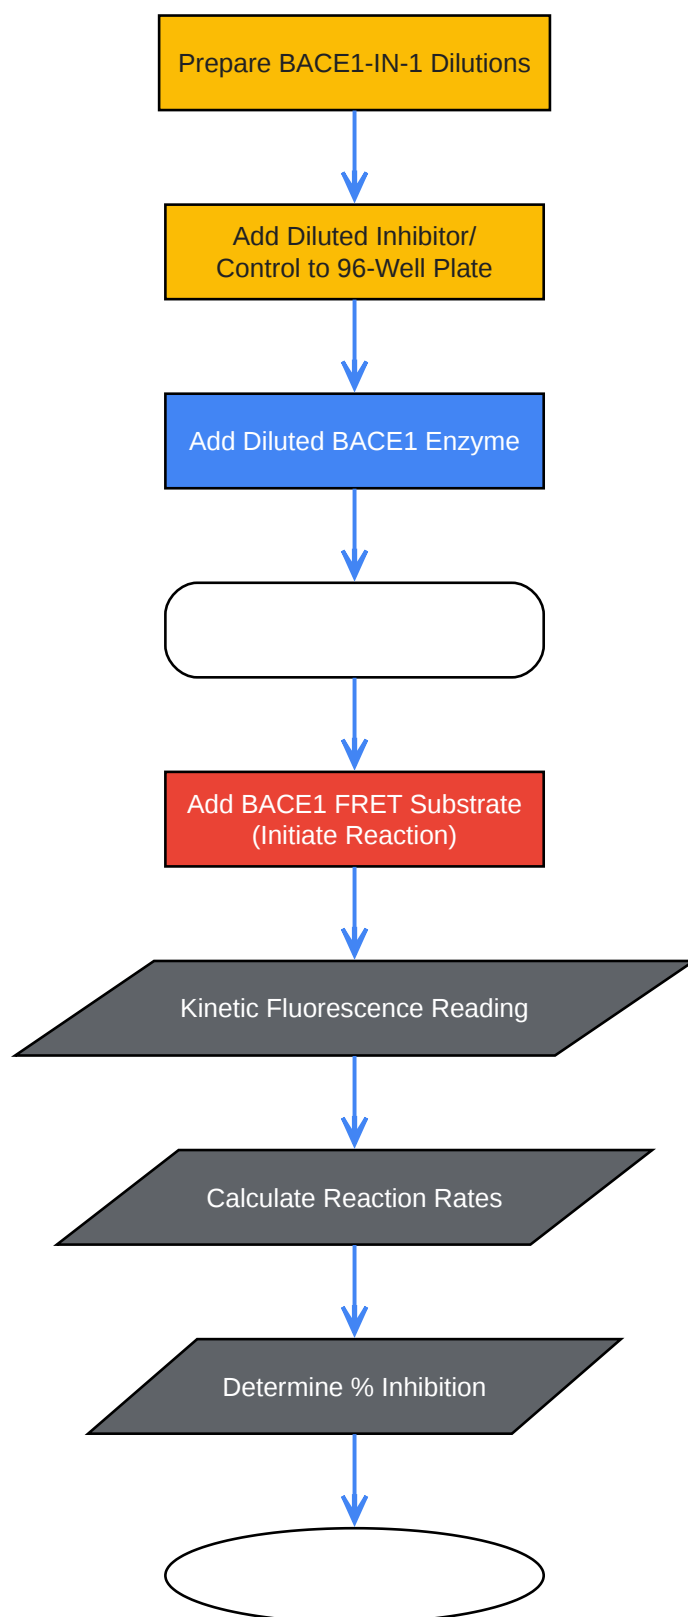 Prepare BACE1-IN-1 Dilutions
Add Diluted Inhibitor/
Control to 96-Well Plate
Add Diluted BACE1 Enzyme
Add BACE1 FRET Substrate
(Initiate Reaction)
Kinetic Fluorescence Reading
Calculate Reaction Rates
Determine % Inhibition